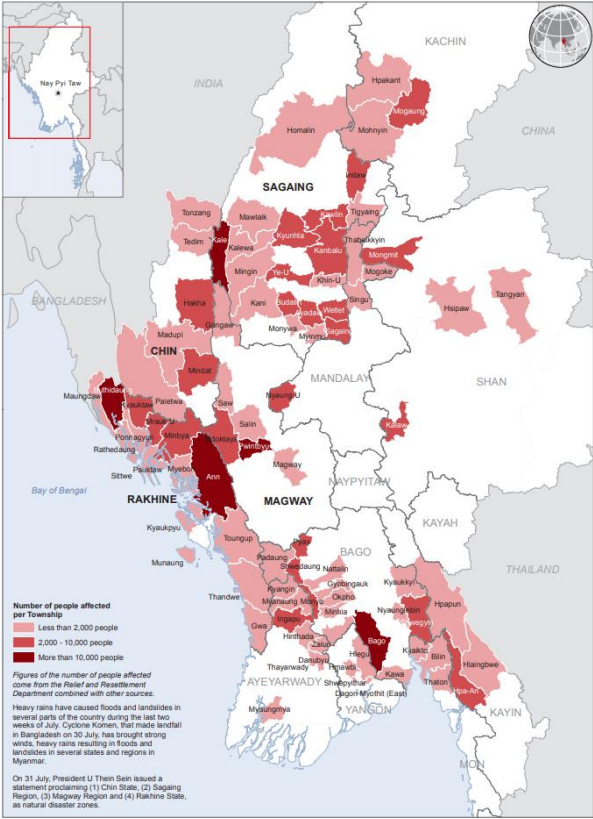 Nay Pyi Taw
KACHIN
INDIA
CHINA
Hpakant
Mogaung
Homalin
Mohnyin
SAGAING
Indaw
Tonzang
Mawlaik
Kawlin
Tigyaing
Tedim
Kale
Kalewa
Kyunhla
Kanbalu
Thabeikkyin
Mongmit
Mingin
Ye-U
Khin-U
Mogoke
Tangyan
BANGLADESH
Hakha
Kani
Budalin
Ayadaw
Wetlet
Singu
Hsipaw
Gangaw
Monywa
Myinmu
Sagaing
Madupi
CHIN
Mindat
MANDALAY
SHAN
Maungdaw
Buthidaung
Kyauktaw
Paletwa
Saw
Nyaung-U
Mrauk-U
Ponnagyun
Minbya
Salin
Kalaw
Rathedaung
Ngape
Pwintbyu
Sittwe
Pauktaw
Myebon
Magway
Ann
Bay of Bengal
RAKHINE
MAGWAY
NAYPYITAW
Kyaukpyu
KAYAH
Munaung
Toungup
Pyay
BAGO
THAILAND
Padaung
Shwedaung
Nattalin
Kyaukkyi
Thandwe
Kyangin
Gyobingauk
Hpapun
Myanaung
Monyo
Okpho
Nyaunglebin
Number of people affected
per Township
Less than 2,000 people
2,000 - 10,000 people
More than 10,000 people
Gwa
Ingapu
Minhla
Bago
Hinthada
Zalun
Kyaikto
Bilin
Hlaingbwe
Danubyu
Hlegu
Thayarwady
Hmawbi
Kawa
Thaton
Hpa-An
AYEYARWADY
Shwepyithar
Dagon Myothit (East)
YANGON
KAYIN
Myaungmya
MON
Figures of the number of people affected
come from the Relief and Resettlement
Department combined with other sources.
Heavy rains have caused floods and landslides in
several parts of the country during the last two
weeks of July. Cyclone Komen, that made landfall
in Bangladesh on 30 July, has brought strong
winds, heavy rains resulting in floods and
landslides in several states and regions in
Myanmar.
On 31 July, President U Thein Sein issued a
statement proclaiming (1) Chin State, (2) Sagaing
Region, (3) Magway Region and (4) Rakhine State,
as natural disaster zones.